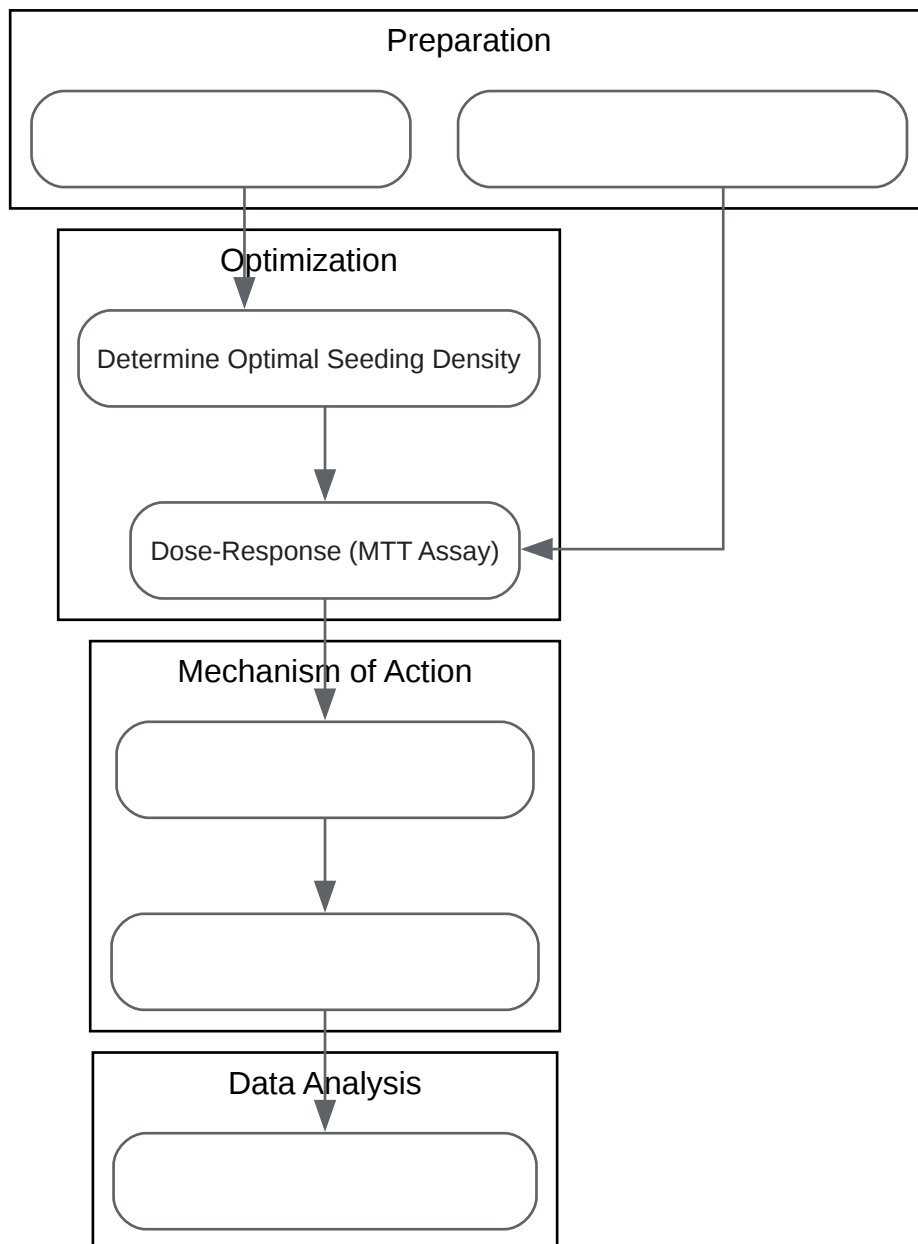 Preparation
Optimization
Determine Optimal Seeding Density
Dose-Response (MTT Assay)
Mechanism of Action
Data Analysis